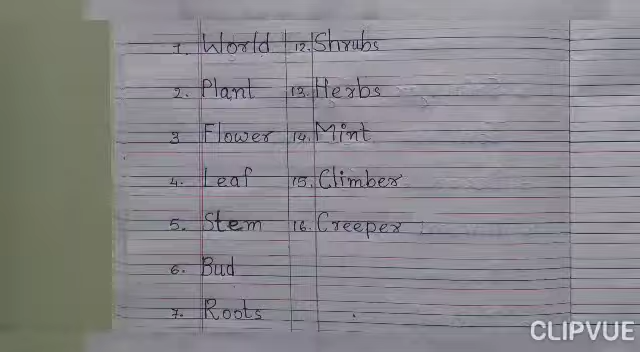 1. World 12. Shrubs
2. Plant 13. Herbs
3 Flower 14. Mint
4. Leaf 15. Climber
5. Stem 16. Creeper
6. Bud
7. Roots
CLIPVUE